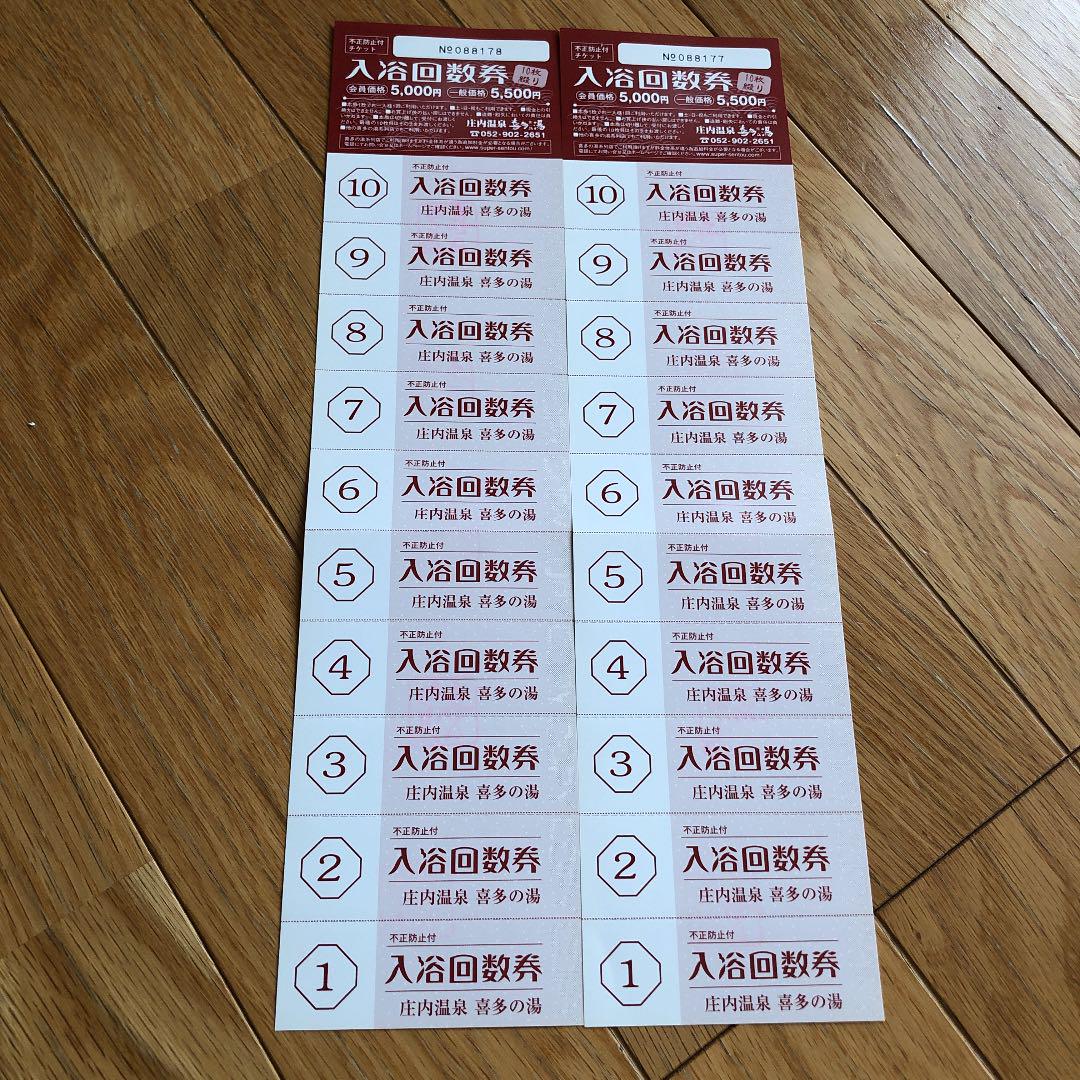 不正防止付
チケット
№088178
入浴回数券
10枚
綴り
会員価格 5,000円 一般価格 5,500円
庄内温泉 喜多の湯
☎052-902-2651
www.super-sentou.com/
10
不正防止付
入浴回数券
庄内温泉 喜多の湯
9
不正防止付
入浴回数券
庄内温泉 喜多の湯
8
不正防止付
入浴回数券
庄内温泉 喜多の湯
7
不正防止付
入浴回数券
庄内温泉 喜多の湯
6
不正防止付
入浴回数券
庄内温泉 喜多の湯
5
不正防止付
入浴回数券
庄内温泉 喜多の湯
4
不正防止付
入浴回数券
庄内温泉 喜多の湯
3
不正防止付
入浴回数券
庄内温泉 喜多の湯
2
不正防止付
入浴回数券
庄内温泉 喜多の湯
1
不正防止付
入浴回数券
庄内温泉 喜多の湯
不正防止付
チケット
№088177
入浴回数券
10枚
綴り
会員価格 5,000円 一般価格 5,500円
庄内温泉 喜多の湯
☎052-902-2651
www.super-sentou.com/
10
不正防止付
入浴回数券
庄内温泉 喜多の湯
9
不正防止付
入浴回数券
庄内温泉 喜多の湯
8
不正防止付
入浴回数券
庄内温泉 喜多の湯
7
不正防止付
入浴回数券
庄内温泉 喜多の湯
6
不正防止付
入浴回数券
庄内温泉 喜多の湯
5
不正防止付
入浴回数券
庄内温泉 喜多の湯
4
不正防止付
入浴回数券
庄内温泉 喜多の湯
3
不正防止付
入浴回数券
庄内温泉 喜多の湯
2
不正防止付
入浴回数券
庄内温泉 喜多の湯
1
不正防止付
入浴回数券
庄内温泉 喜多の湯